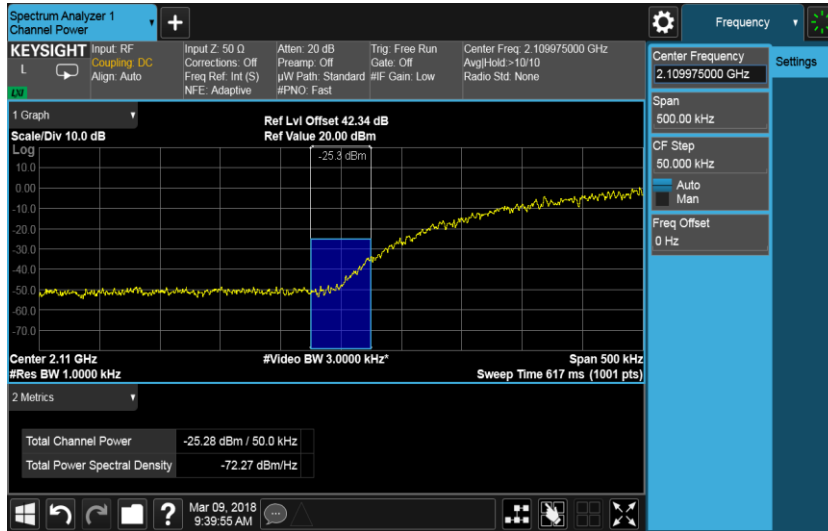 Spectrum Analyzer 1
Channel Power
+
Frequency
KEYSIGHT
L
LXI
Input: RF
Coupling: DC
Align: Auto
Input Z: 50 Ω
Corrections: Off
Freq Ref: Int (S)
NFE: Adaptive
Atten: 20 dB
Preamp: Off
µW Path: Standard
#PNO: Fast
Trig: Free Run
Gate: Off
#IF Gain: Low
Center Freq: 2.109975000 GHz
Avg|Hold:>10/10
Radio Std: None
Center Frequency
2.109975000 GHz
Span
500.00 kHz
CF Step
50.000 kHz
Auto
Man
Freq Offset
0 Hz
Settings
1 Graph
Scale/Div 10.0 dB
Ref Lvl Offset 42.34 dB
Ref Value 20.00 dBm
Log
-25.3 dBm
10.0
0.00
-10.0
-20.0
-30.0
-40.0
-50.0
-60.0
-70.0
Center 2.11 GHz
#Res BW 1.0000 kHz
#Video BW 3.0000 kHz*
Span 500 kHz
Sweep Time 617 ms (1001 pts)
2 Metrics
Total Channel Power -25.28 dBm / 50.0 kHz
Total Power Spectral Density -72.27 dBm/Hz
?
Mar 09, 2018
9:39:55 AM